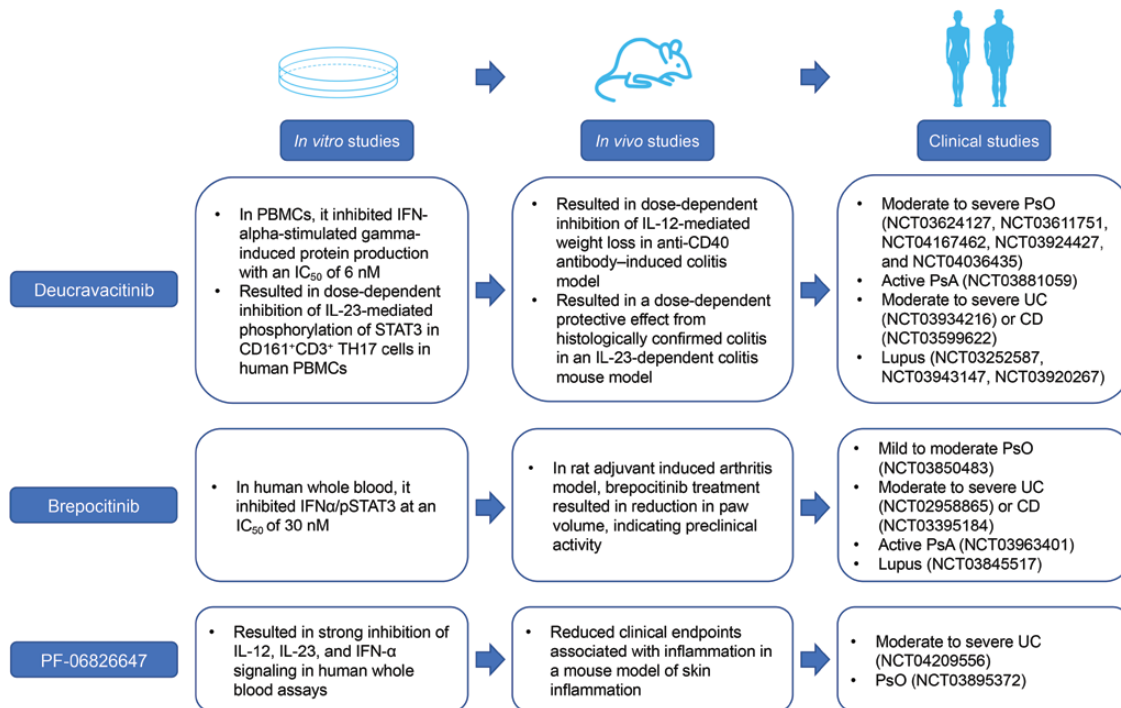 In vitro studies
In vivo studies
Clinical studies
Deucravacitinib
• In PBMCs, it inhibited IFN-
alpha-stimulated gamma-
induced protein production
with an IC₅₀ of 6 nM
• Resulted in dose-dependent
inhibition of IL-23-mediated
phosphorylation of STAT3 in
CD161⁺CD3⁺ TH17 cells in
human PBMCs
• Resulted in dose-dependent
inhibition of IL-12-mediated
weight loss in anti-CD40
antibody–induced colitis
model
• Resulted in a dose-dependent
protective effect from
histologically confirmed colitis
in an IL-23-dependent colitis
mouse model
• Moderate to severe PsO
(NCT03624127, NCT03611751,
NCT04167462, NCT03924427,
and NCT04036435)
• Active PsA (NCT03881059)
• Moderate to severe UC
(NCT03934216) or CD
(NCT03599622)
• Lupus (NCT03252587,
NCT03943147, NCT03920267)
Brepocitinib
• In human whole blood, it
inhibited IFNα/pSTAT3 at an
IC₅₀ of 30 nM
• In rat adjuvant induced arthritis
model, brepocitinib treatment
resulted in reduction in paw
volume, indicating preclinical
activity
• Mild to moderate PsO
(NCT03850483)
• Moderate to severe UC
(NCT02958865) or CD
(NCT03395184)
• Active PsA (NCT03963401)
• Lupus (NCT03845517)
PF-06826647
• Resulted in strong inhibition of
IL-12, IL-23, and IFN-α
signaling in human whole
blood assays
• Reduced clinical endpoints
associated with inflammation in
a mouse model of skin
inflammation
• Moderate to severe UC
(NCT04209556)
• PsO (NCT03895372)